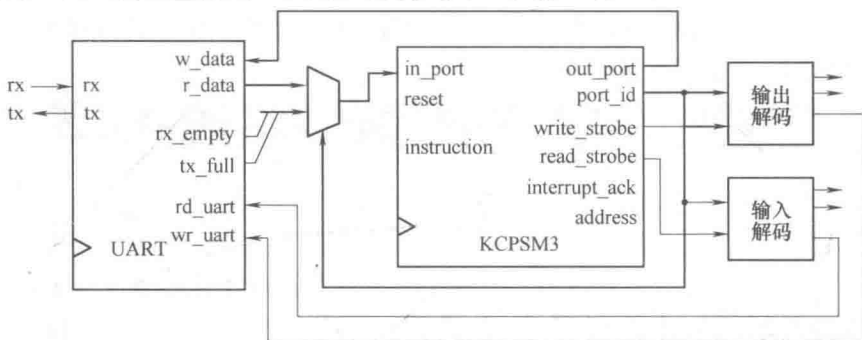 rx
tx
rx
tx
w_data
r_data
rx_empty
tx_full
rd_uart
wr_uart
UART
in_port
reset
instruction
out_port
port_id
write_strobe
read_strobe
interrupt_ack
address
KCPSM3
输出
解码
输入
解码